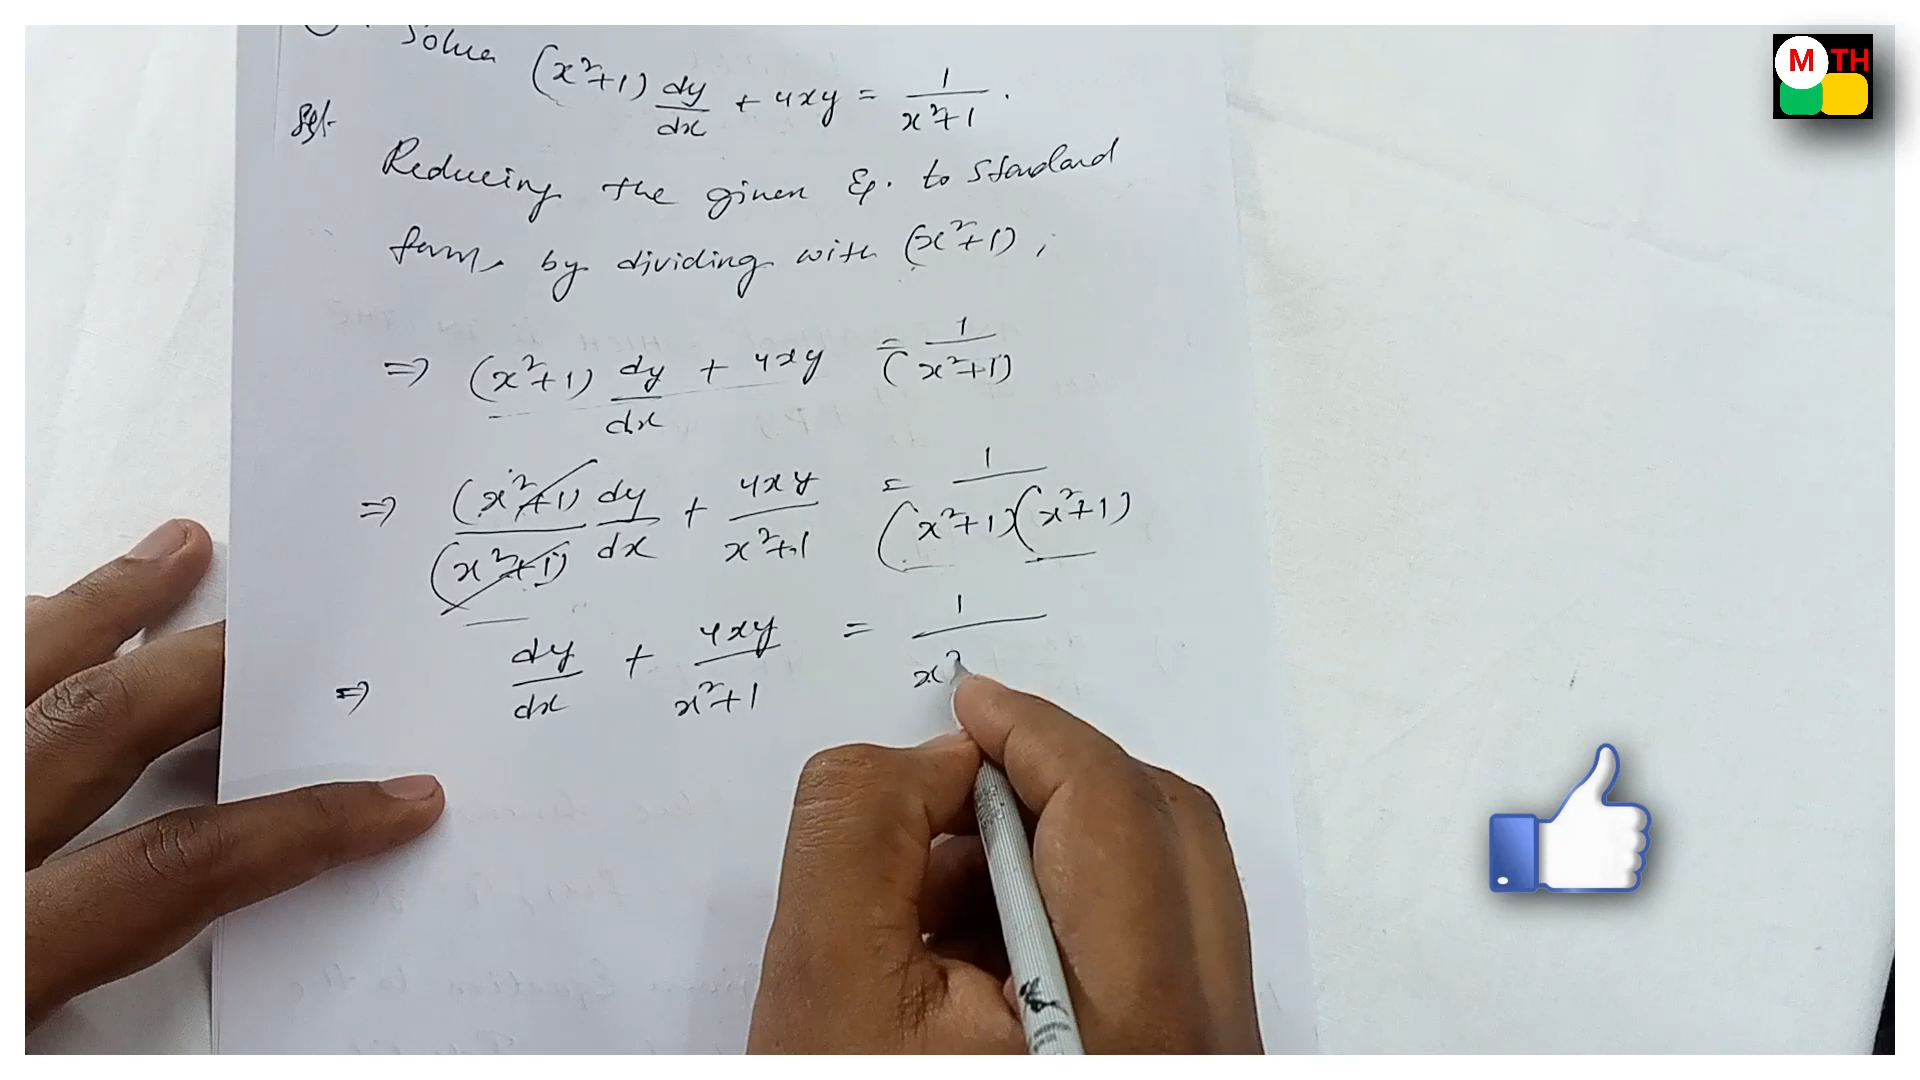 Solve (x²+1) dy/dx + 4xy = 1/(x²+1).
Sol:-
Reducing the given Eq. to standard
form, by dividing with (x²+1),
⇒ (x²+1) dy/dx + 4xy = 1/(x²+1)
⇒ (x²+1)/(x²+1) dy/dx + 4xy/(x²+1) = 1/((x²+1)(x²+1))
⇒ dy/dx + 4xy/(x²+1) = 1/x²
M TH